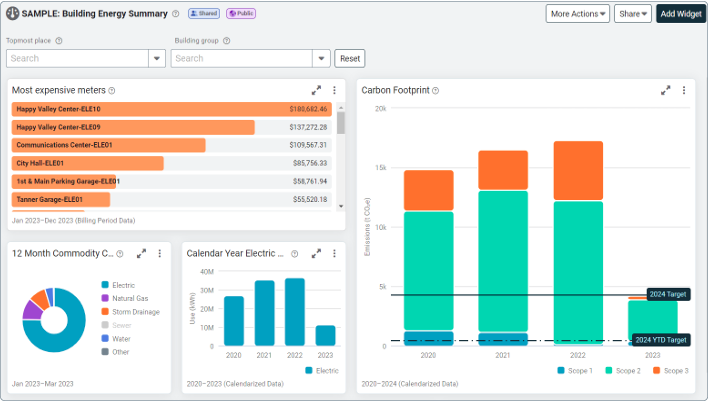 SAMPLE: Building Energy Summary
Shared
Public
More Actions
Share
Add Widget
Topmost place
Building group
Search
Search
Reset
Most expensive meters
Happy Valley Center-ELE10 $180,682.46
Happy Valley Center-ELE09 $137,272.28
Communications Center-ELE01 $109,567.31
City Hall-ELE01 $85,756.33
1st & Main Parking Garage-ELE01 $58,761.94
Tanner Garage-ELE01 $55,520.18
Jan 2023–Dec 2023 (Billing Period Data)
12 Month Commodity C...
Electric
Natural Gas
Storm Drainage
Sewer
Water
Other
Jan 2023–Mar 2023
Calendar Year Electric ...
Use (kWh)
40M
30M
20M
10M
0
2020 2021 2022 2023
Electric
2020–2023 (Calendarized Data)
Carbon Footprint
Emissions (t CO₂e)
20k
15k
10k
5k
0
2024 Target
2024 YTD Target
2020 2021 2022 2023
Scope 1 Scope 2 Scope 3
2020–2024 (Calendarized Data)